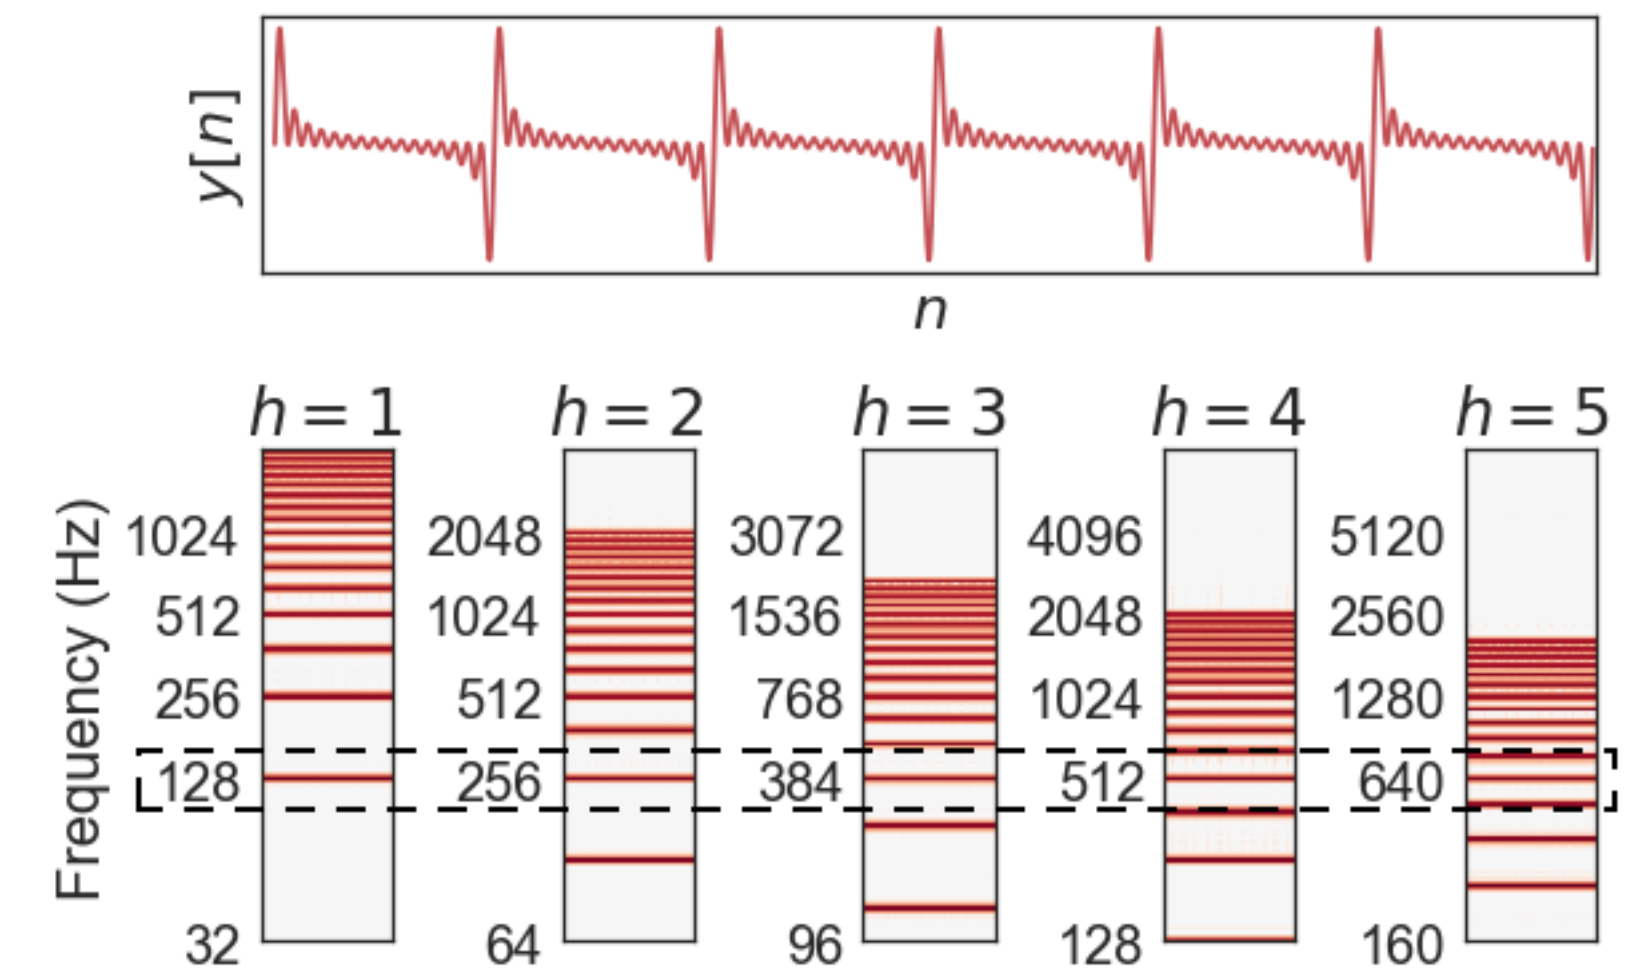 y[n]
n
h = 1 h = 2 h = 3 h = 4 h = 5
Frequency (Hz)
1024 2048 3072 4096 5120
512 1024 1536 2048 2560
256 512 768 1024 1280
128 256 384 512 640
32 64 96 128 160